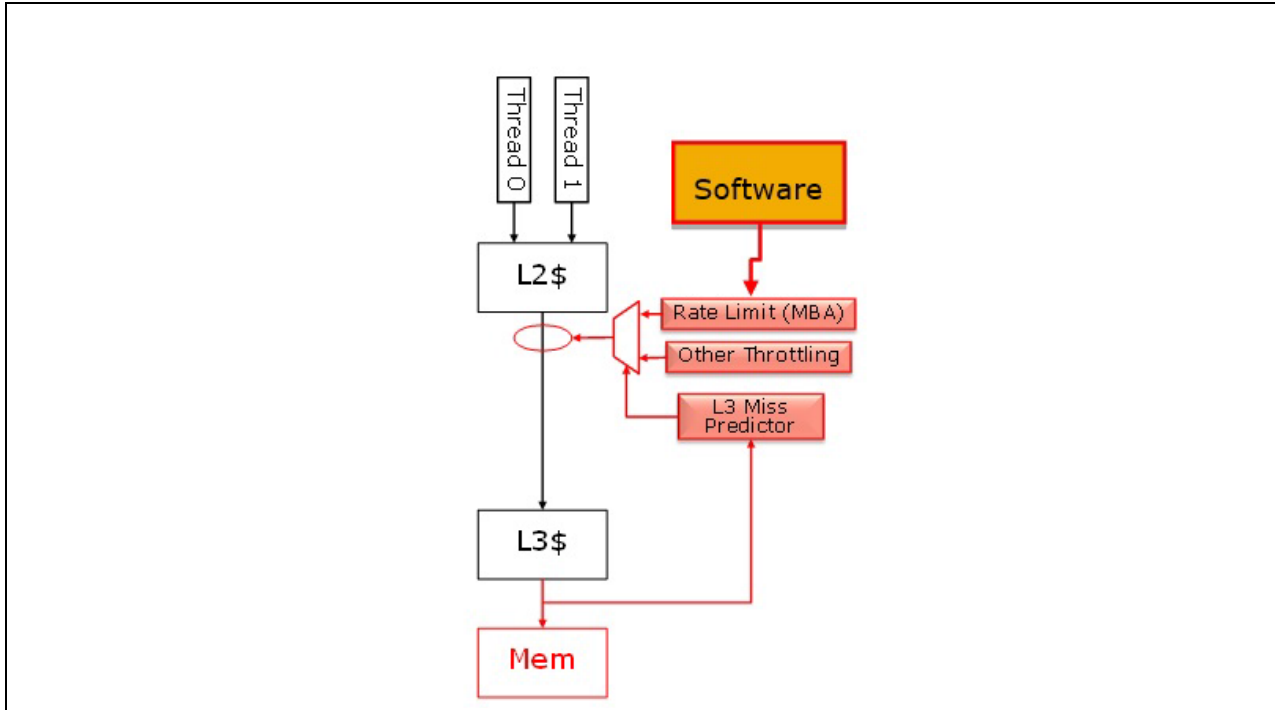 Thread 0
Thread 1
Software
L2$
Rate Limit (MBA)
Other Throttling
L3 Miss
Predictor
L3$
Mem